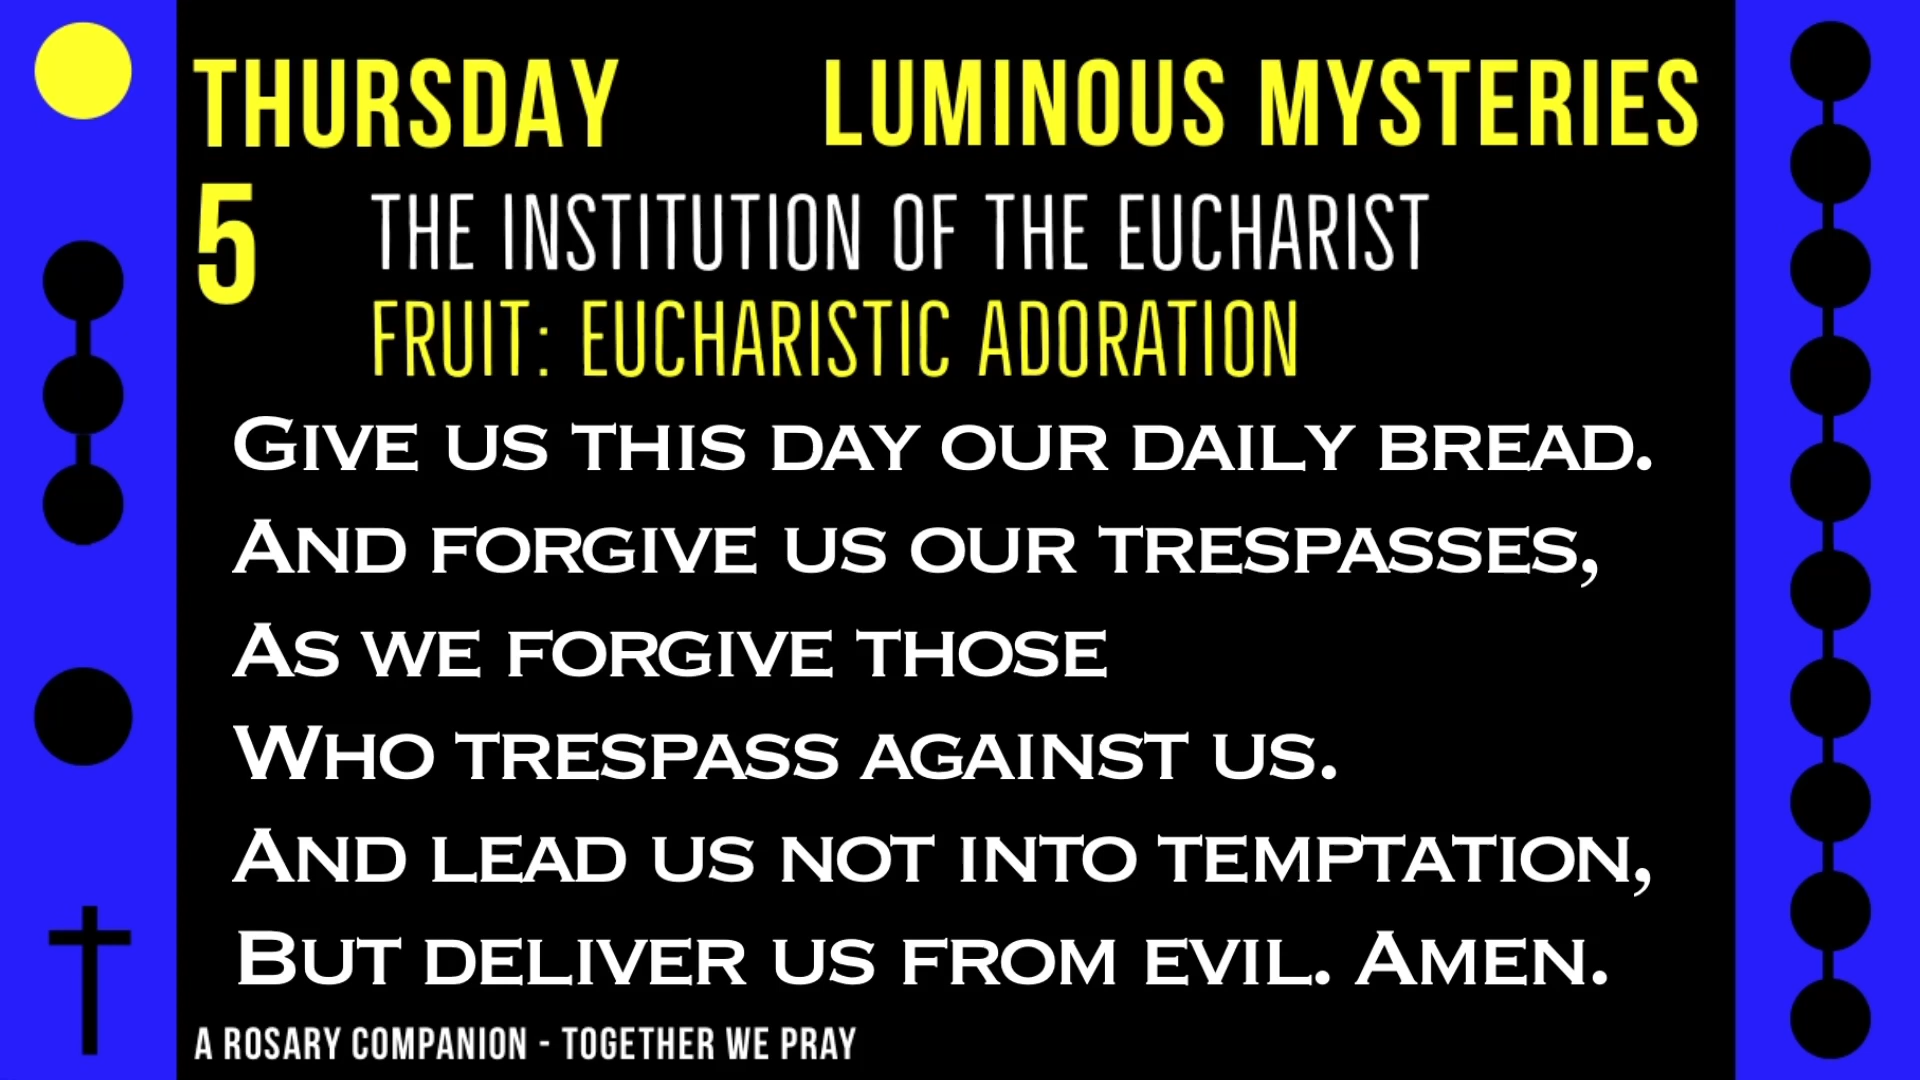 THURSDAY LUMINOUS MYSTERIES
5 THE INSTITUTION OF THE EUCHARIST
FRUIT: EUCHARISTIC ADORATION
GIVE US THIS DAY OUR DAILY BREAD.
AND FORGIVE US OUR TRESPASSES,
AS WE FORGIVE THOSE
WHO TRESPASS AGAINST US.
AND LEAD US NOT INTO TEMPTATION,
BUT DELIVER US FROM EVIL. AMEN.
A ROSARY COMPANION - TOGETHER WE PRAY